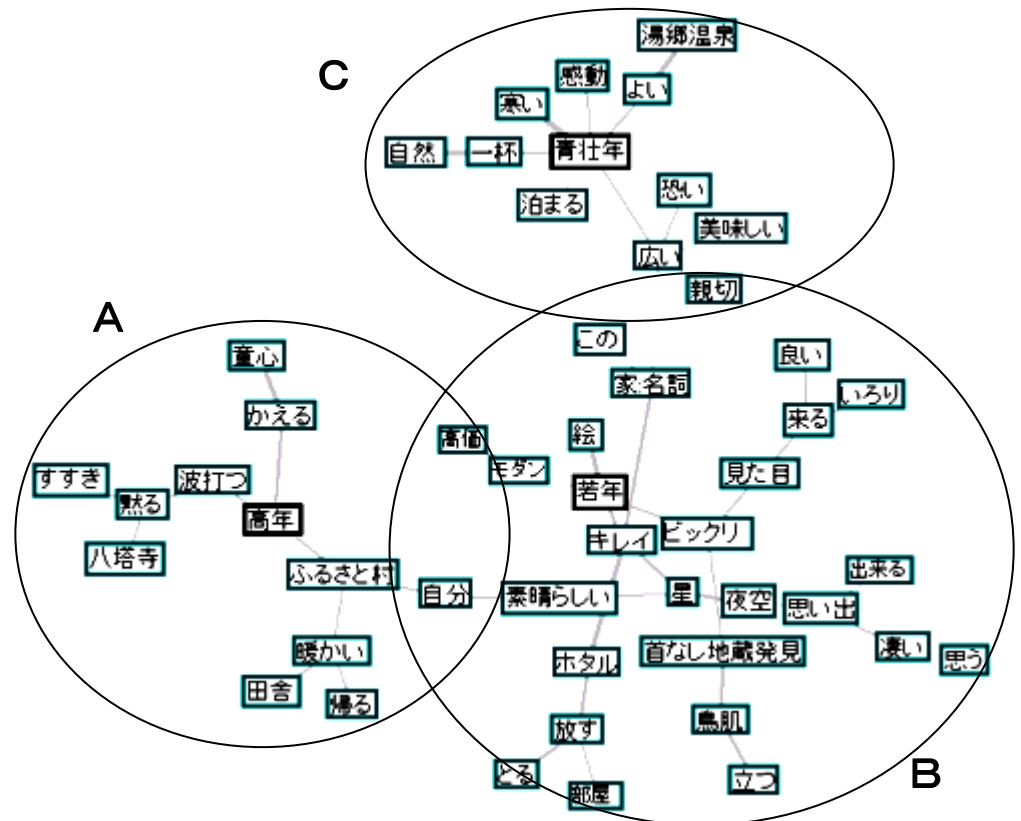 湯郷温泉
C
感動
よい
寒い
自然
一杯
青壮年
恐い
泊まる
美味しい
広い
親切
A
この
童心
良い
家:名詞
いろり
かえる
来る
絵
高価
モダン
すすぎ
波打つ
見た目
黙る
若年
高年
キレイ
ビックリ
八塔寺
ふるさと村
出来る
自分
素晴らしい
星
夜空
思い出
暖かい
ホタル
首なし地蔵発見
凄い
思う
田舎
帰る
放す
鳥肌
とる
立つ
B
部屋